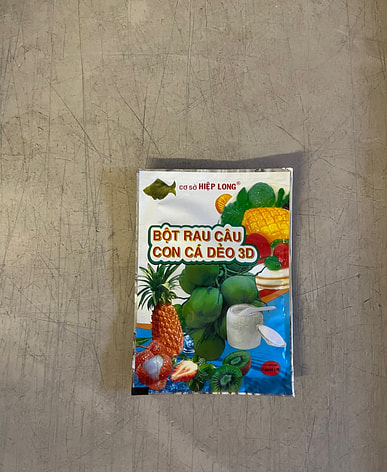 CƠ SỞ HIỆP LONG®
BỘT RAU CÂU
CON CÁ DẺO 3D